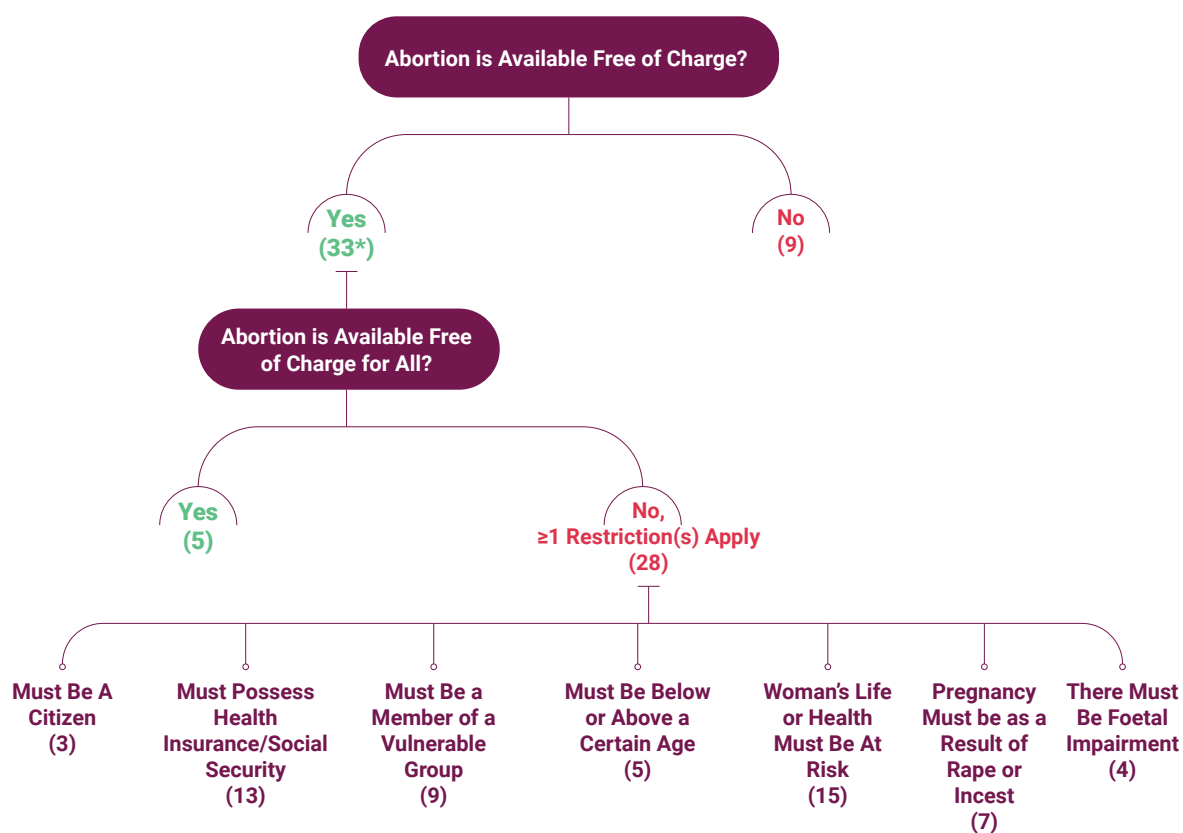 Abortion is Available Free of Charge?
Yes
(33*)
No
(9)
Abortion is Available Free
of Charge for All?
Yes
(5)
No,
≥1 Restriction(s) Apply
(28)
Must Be A
Citizen
(3)
Must Possess
Health
Insurance/Social
Security
(13)
Must Be a
Member of a
Vulnerable
Group
(9)
Must Be Below
or Above a
Certain Age
(5)
Woman's Life
or Health
Must Be At
Risk
(15)
Pregnancy
Must be as a
Result of
Rape or
Incest
(7)
There Must
Be Foetal
Impairment
(4)